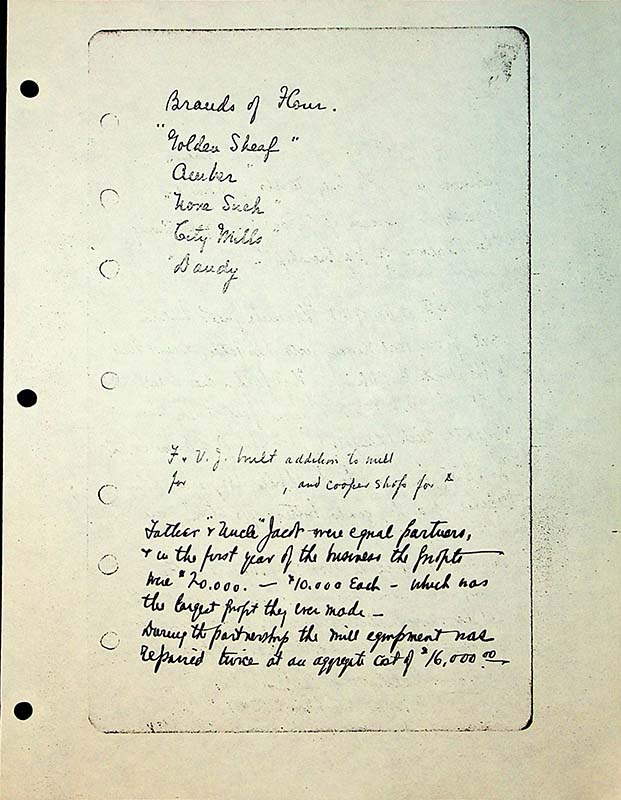 Brands of Flour.
"Golden Sheaf"
"Amber"
"None Such"
"City Mills"
"Dandy"
F & U. J. built addition to mill
for , and cooper shops for $
Father & "Uncle" Jacob were equal partners,
& in the first year of the business the profits
were $20.000. — $10.000 Each – which was
the largest profit they ever made –
During the partnership the mill equipment was
repaired twice at an aggregate cost of $16,000.00